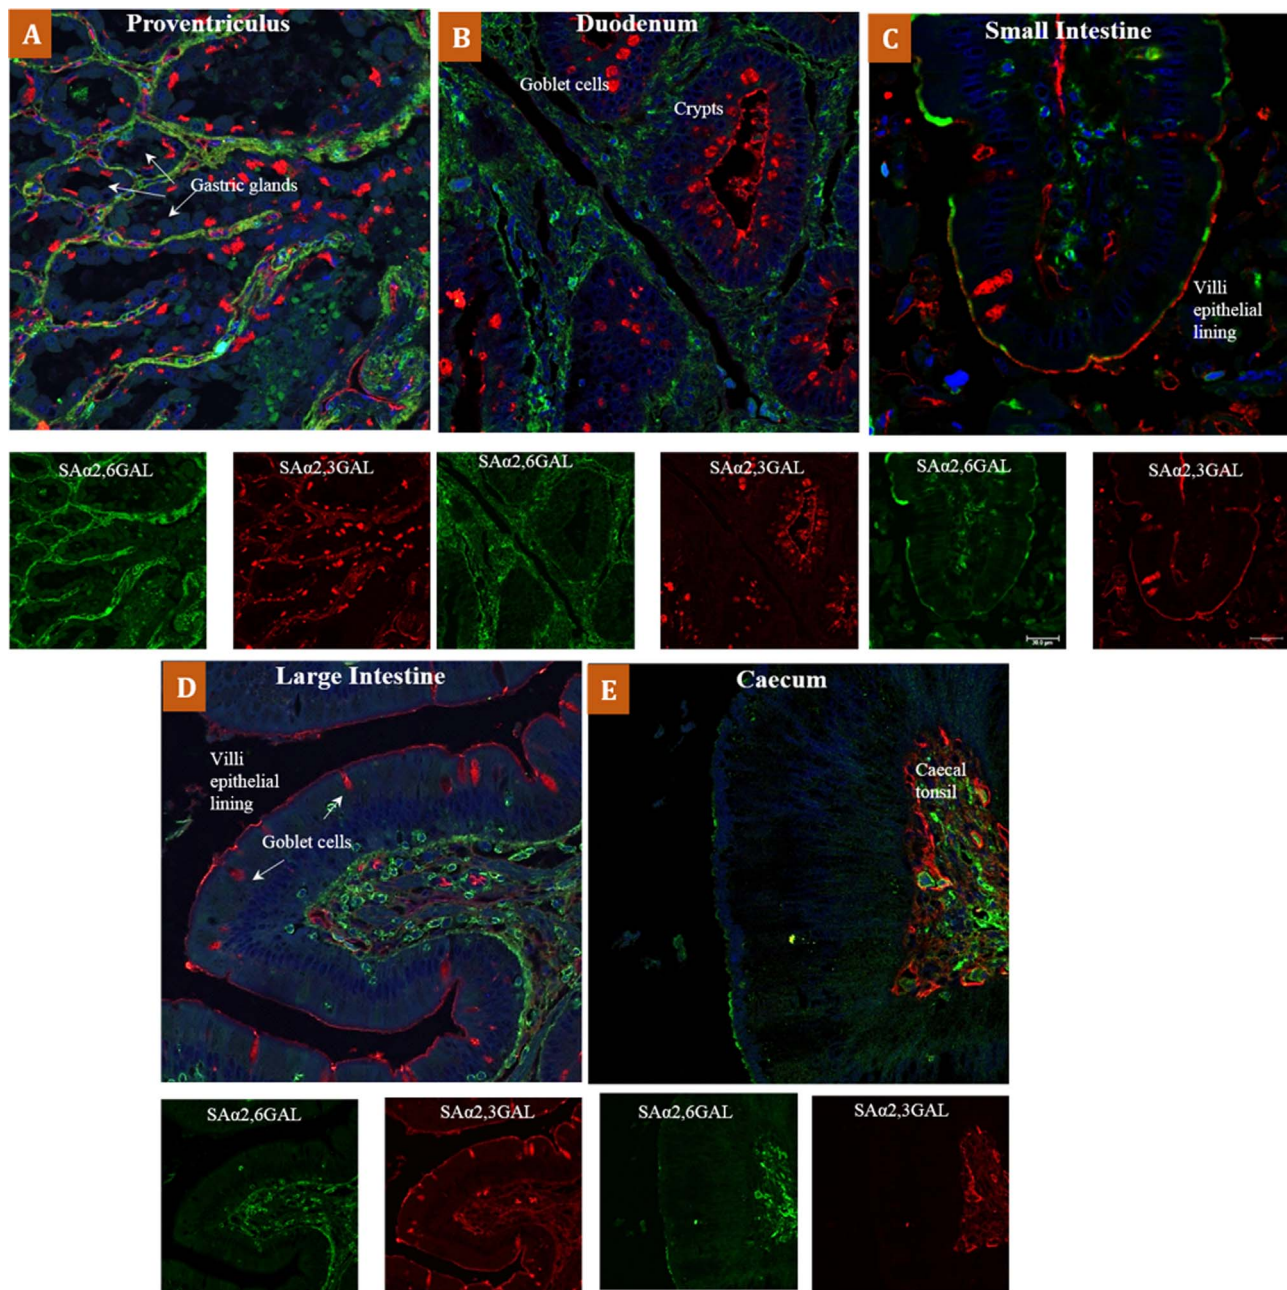 A
Proventriculus
Gastric glands
B
Duodenum
Goblet cells
Crypts
C
Small Intestine
Villi
epithelial
lining
SAα2,6GAL
SAα2,3GAL
SAα2,6GAL
SAα2,3GAL
SAα2,6GAL
SAα2,3GAL
D
Large Intestine
Villi
epithelial
lining
Goblet cells
E
Caecum
Caecal
tonsil
SAα2,6GAL
SAα2,3GAL
SAα2,6GAL
SAα2,3GAL